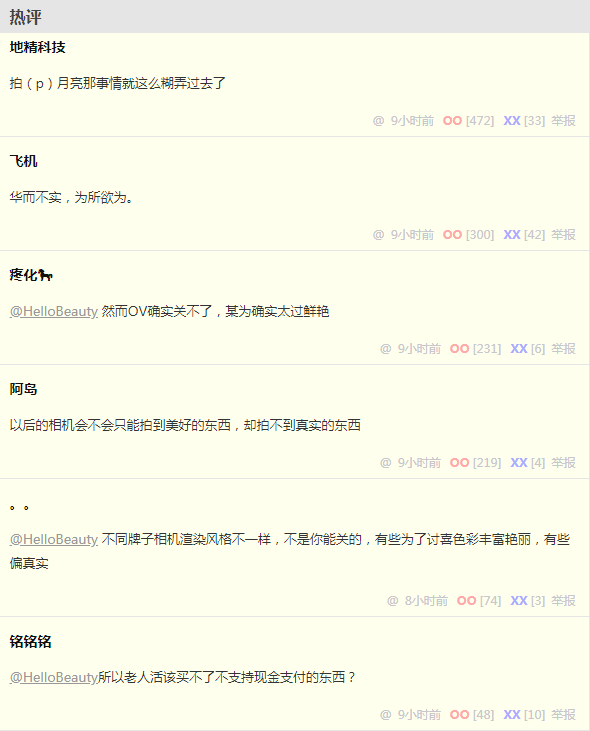 热评
地精科技
拍（p）月亮那事情就这么糊弄过去了
@ 9小时前 OO [472] XX [33] 举报
飞机
华而不实，为所欲为。
@ 9小时前 OO [300] XX [42] 举报
疼化🐎
@HelloBeauty 然而OV确实关不了，某为确实太过鲜艳
@ 9小时前 OO [231] XX [6] 举报
阿岛
以后的相机会不会只能拍到美好的东西，却拍不到真实的东西
@ 9小时前 OO [219] XX [4] 举报
。。
@HelloBeauty 不同牌子相机渲染风格不一样，不是你能关的，有些为了讨喜色彩丰富艳丽，有些
偏真实
@ 8小时前 OO [74] XX [3] 举报
铭铭铭
@HelloBeauty所以老人活该买不了不支持现金支付的东西？
@ 9小时前 OO [48] XX [10] 举报